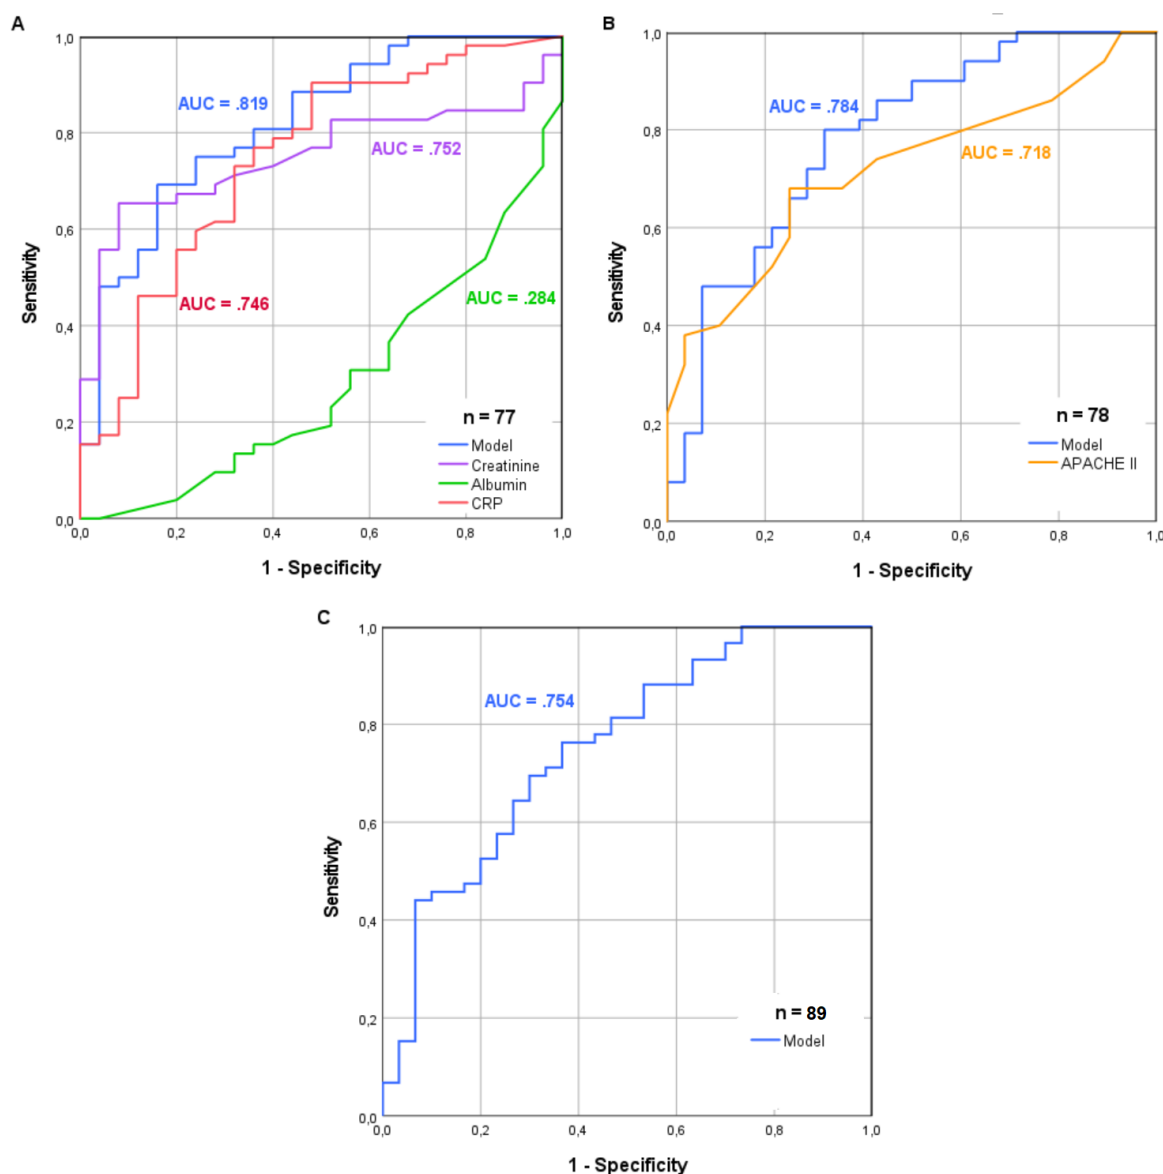 A
1,0
0,8
0,6
0,4
0,2
0,0
Sensitivity
AUC = .819
AUC = .752
AUC = .746
AUC = .284
n = 77
Model
Creatinine
Albumin
CRP
0,0 0,2 0,4 0,6 0,8 1,0
1 - Specificity
B
1,0
0,8
0,6
0,4
0,2
0,0
Sensitivity
AUC = .784
AUC = .718
n = 78
Model
APACHE II
0,0 0,2 0,4 0,6 0,8 1,0
1 - Specificity
C
1,0
0,8
0,6
0,4
0,2
0,0
Sensitivity
AUC = .754
n = 89
Model
0,0 0,2 0,4 0,6 0,8 1,0
1 - Specificity